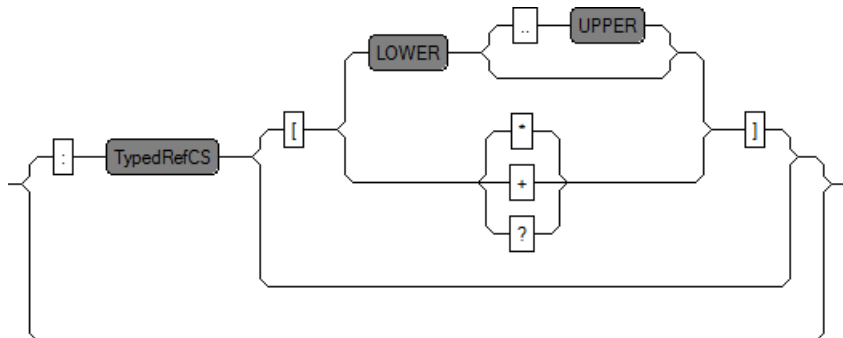 .. UPPER
LOWER
[ * ]
: TypedRefCS
+
?